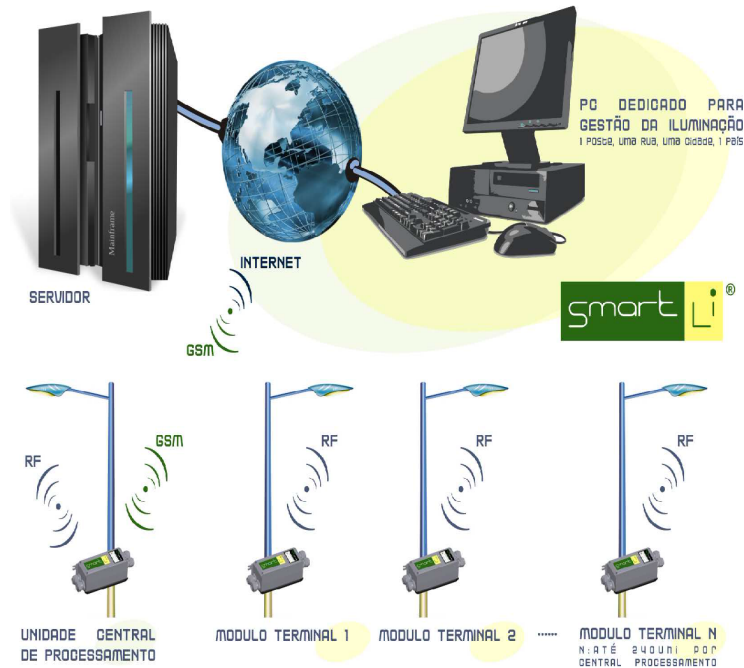 Mainframe
SERVIDOR
INTERNET
GSM
PC DEDICADO PARA
GESTÃO DA ILUMINAÇÃO
1 Poste, uma Rua, uma Cidade, 1 País
smart Li ®
RF
GSM
RF
RF
RF
UNIDADE CENTRAL
DE PROCESSAMENTO
MODULO TERMINAL 1
MODULO TERMINAL 2
......
MODULO TERMINAL N
N:ATÉ 240UNI POR
CENTRAL PROCESSAMENTO